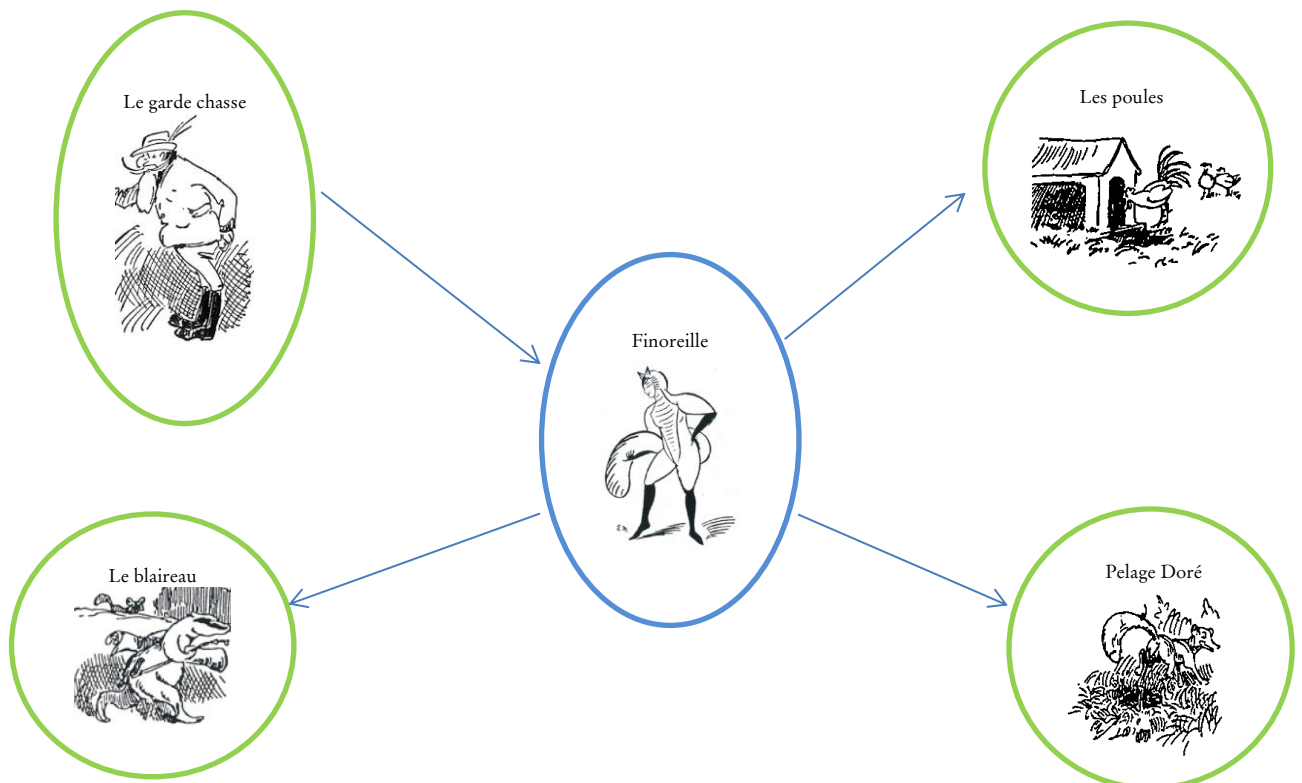 Le garde chasse
Les poules
Finoreille
Le blaireau
Pelage Doré